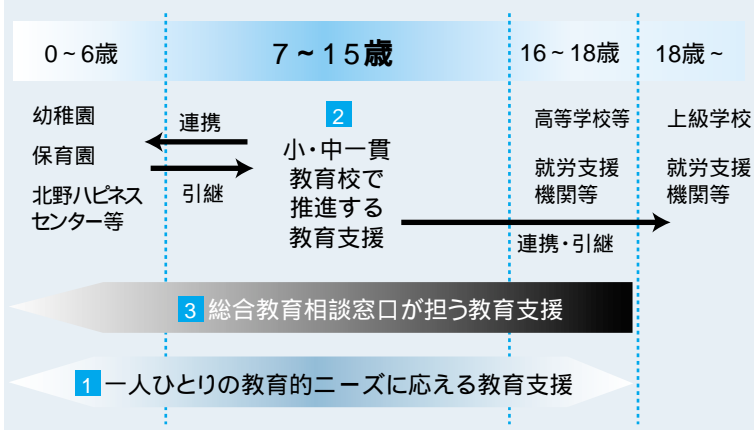 0~6歳
7~15歳
16~18歳
18歳~
幼稚園
保育園
北野ハピネス
センター等
連携
引継
2
小・中一貫
教育校で
推進する
教育支援
高等学校等
就労支援
機関等
連携・引継
上級学校
就労支援
機関等
3 総合教育相談窓口が担う教育支援
1 一人ひとりの教育的ニーズに応える教育支援